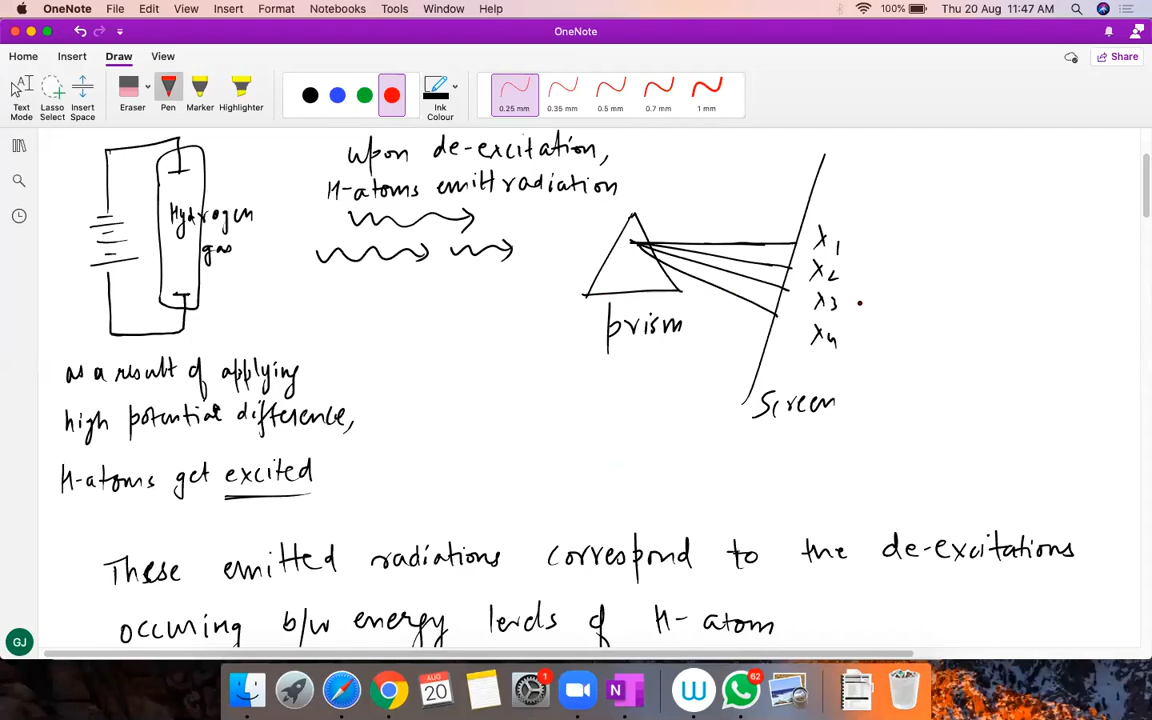 OneNote File Edit View Insert Format Notebooks Tools Window Help 100% Thu 20 Aug 11:47 AM
OneNote
Home Insert Draw View Share
Text Mode Lasso Select Insert Space Eraser Pen Marker Highlighter Ink Colour 0.25 mm 0.35 mm 0.5 mm 0.7 mm 1 mm
upon de-excitation,
H-atoms emitt radiation
Hydrogen
gas
λ1
λ2
λ3
λ4
prism
Screen
as a result of applying
high potential difference,
H-atoms get excited
These emitted radiations correspond to the de-excitations
occuring b/w energy levels of H-atom
GJ
AUG
20
1
N
W
62